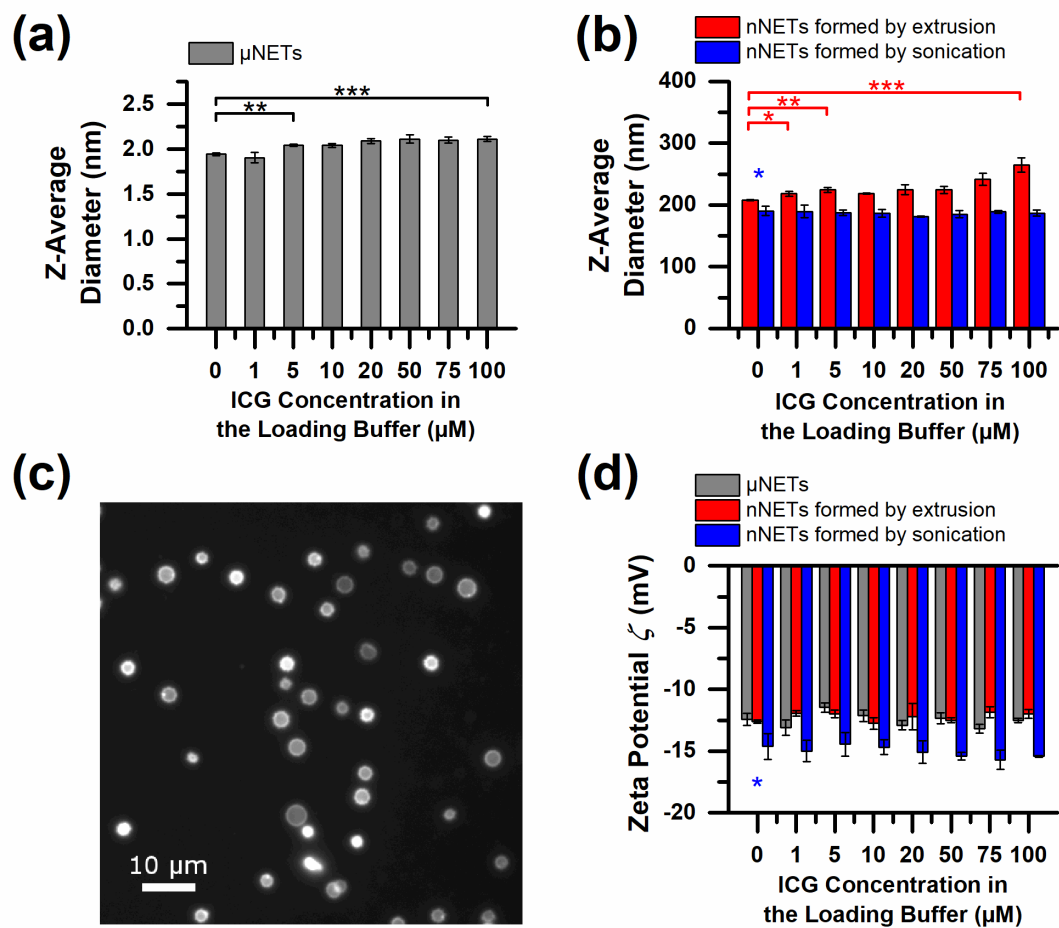 (a)
µNETs
Z-Average
Diameter (nm)
2.5
2.0
1.5
1.0
0.5
0.0
**
***
0 1 5 10 20 50 75 100
ICG Concentration in
the Loading Buffer (µM)
(b)
nNETs formed by extrusion
nNETs formed by sonication
Z-Average
Diameter (nm)
400
300
200
100
0
***
**
*
*
0 1 5 10 20 50 75 100
ICG Concentration in
the Loading Buffer (µM)
(c)
10 µm
(d)
µNETs
nNETs formed by extrusion
nNETs formed by sonication
Zeta Potential ζ (mV)
0
-5
-10
-15
-20
*
0 1 5 10 20 50 75 100
ICG Concentration in
the Loading Buffer (µM)